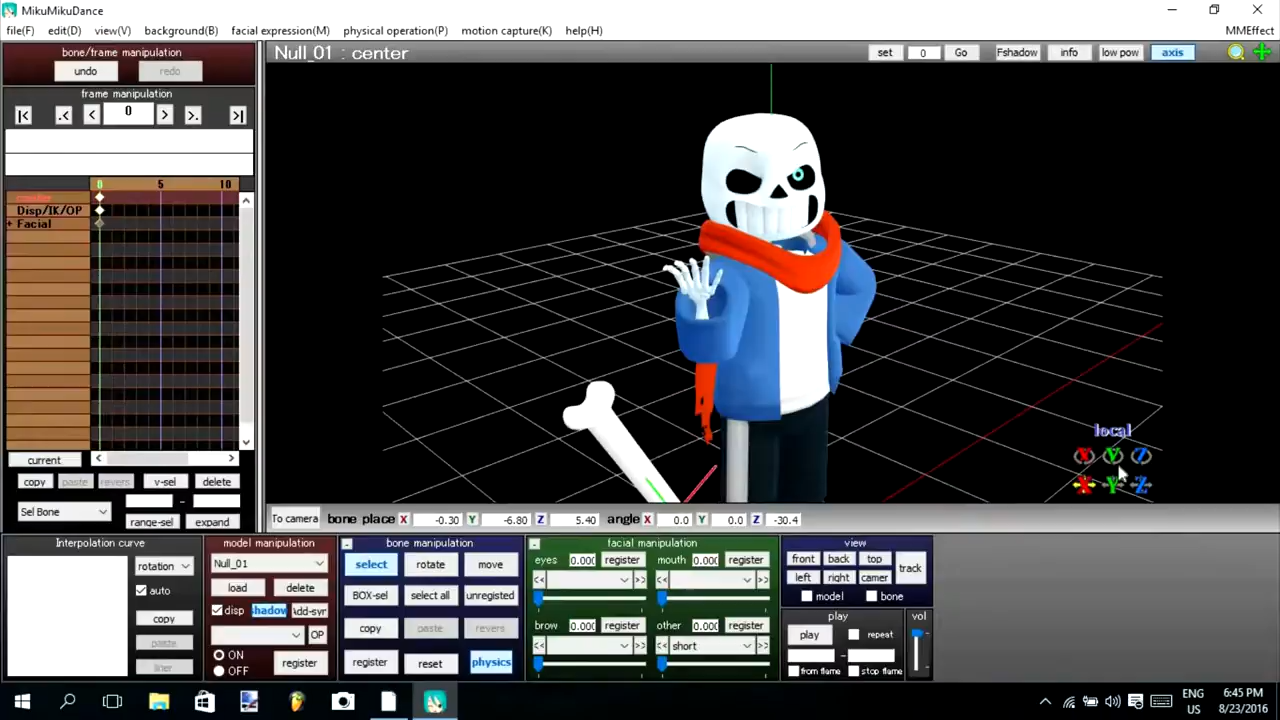 MikuMikuDance
file(F) edit(D) view(V) background(B) facial expression(M) physical operation(P) motion capture(K) help(H) MMEffect
bone/frame manipulation
undo redo
frame manipulation
|< .< < 0 > >. >|
0 5 10
Disp/IK/OP
+ Facial
current < >
copy paste revers v-sel delete
Sel Bone -
range-sel expand
Null_01 : center set 0 Go Fshadow info low pow axis
local
X Y Z
X Y Z
To camera bone place X -0.30 Y -6.80 Z 5.40 angle X 0.0 Y 0.0 Z -30.4
Interpolation curve
rotation
auto
copy
paste
liner
model manipulation
Null_01
load delete
disp shadow Add-syn
OP
ON
OFF
register
- bone manipulation
select rotate move
BOX-sel select all unregisted
copy paste revers
register reset physics
- facial manipulation
eyes 0.000 register mouth 0.000 register
<< >> << >>
brow 0.000 register other 0.000 register
<< >> << short >>
view
front back top
left right camer track
model bone
play
play repeat
-
from flame stop flame
vol
ENG 6:45 PM
US 8/23/2016